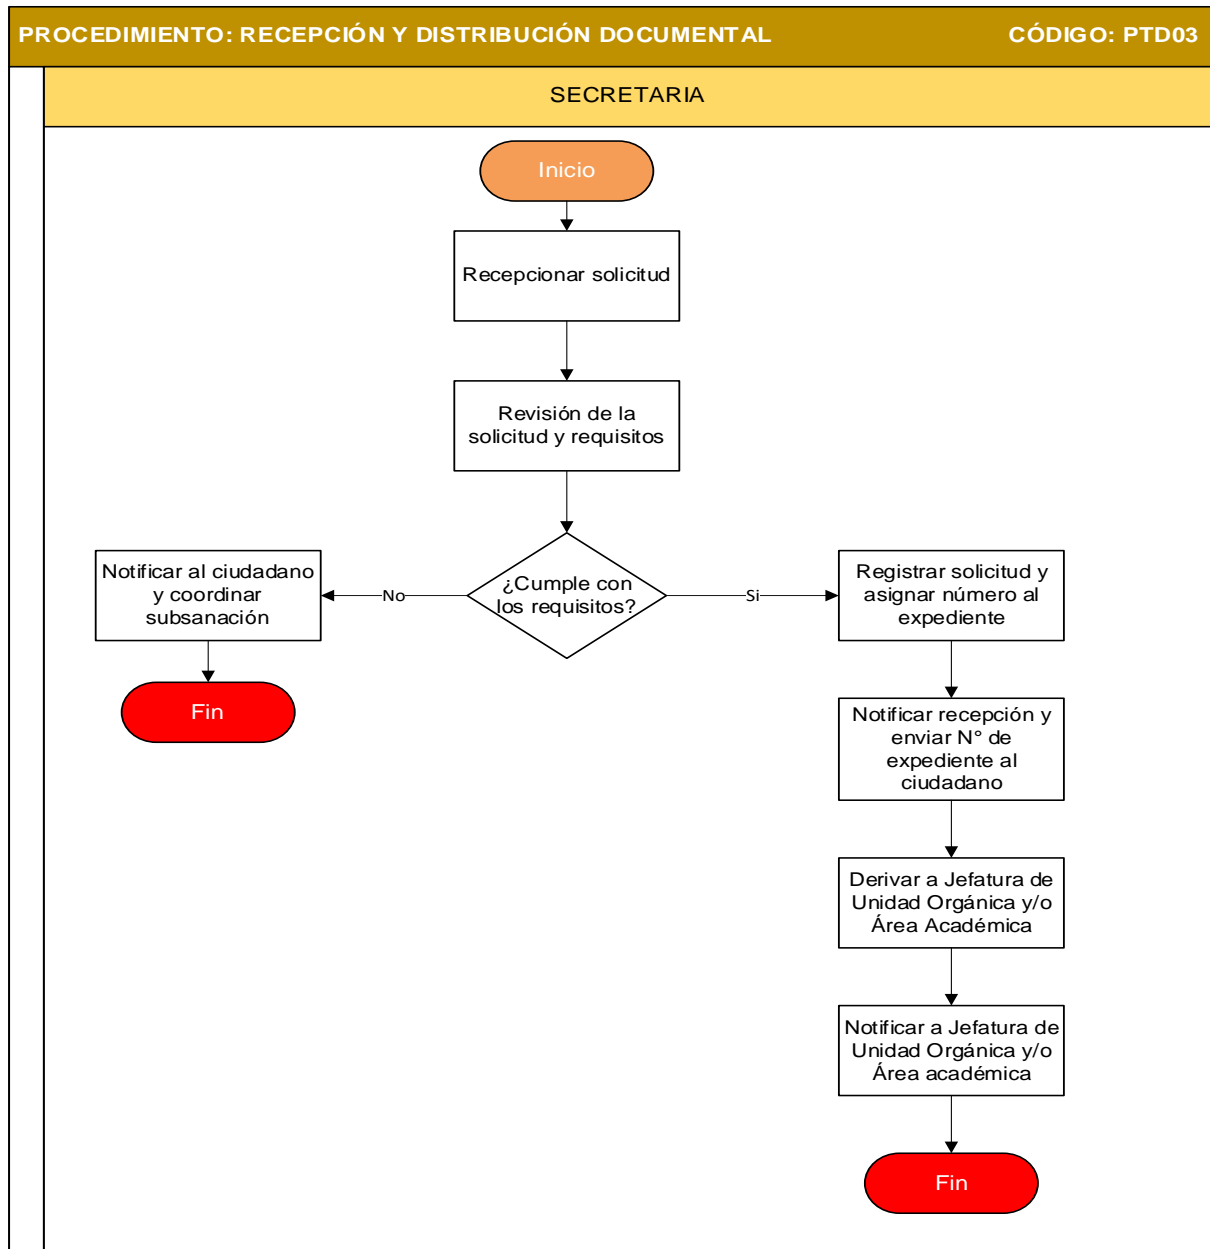 PROCEDIMIENTO: RECEPCIÓN Y DISTRIBUCIÓN DOCUMENTAL CÓDIGO: PTD03
SECRETARIA
Inicio
Recepcionar solicitud
Revisión de la
solicitud y requisitos
¿Cumple con
los requisitos?
No
Notificar al ciudadano
y coordinar
subsanación
Fin
Si
Registrar solicitud y
asignar número al
expediente
Notificar recepción y
enviar N° de
expediente al
ciudadano
Derivar a Jefatura de
Unidad Orgánica y/o
Área Académica
Notificar a Jefatura de
Unidad Orgánica y/o
Área académica
Fin